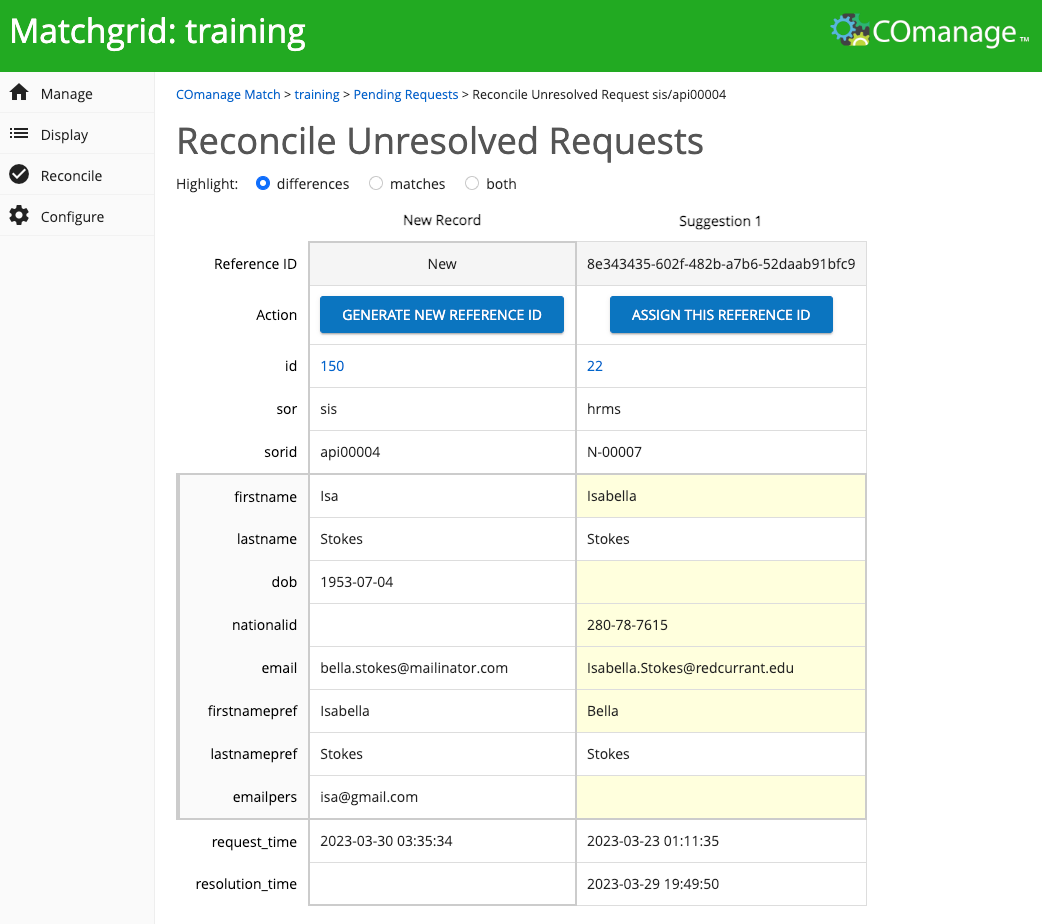 Matchgrid: training
COmanage™
Manage
Display
Reconcile
Configure
COmanage Match > training > Pending Requests > Reconcile Unresolved Request sis/api00004
Reconcile Unresolved Requests
Highlight: differences matches both
New Record Suggestion 1
Reference ID New 8e343435-602f-482b-a7b6-52daab91bfc9
Action GENERATE NEW REFERENCE ID ASSIGN THIS REFERENCE ID
id 150 22
sor sis hrms
sorid api00004 N-00007
firstname Isa Isabella
lastname Stokes Stokes
dob 1953-07-04
nationalid 280-78-7615
email bella.stokes@mailinator.com Isabella.Stokes@redcurrant.edu
firstnamepref Isabella Bella
lastnamepref Stokes Stokes
emailpers isa@gmail.com
request_time 2023-03-30 03:35:34 2023-03-23 01:11:35
resolution_time 2023-03-29 19:49:50